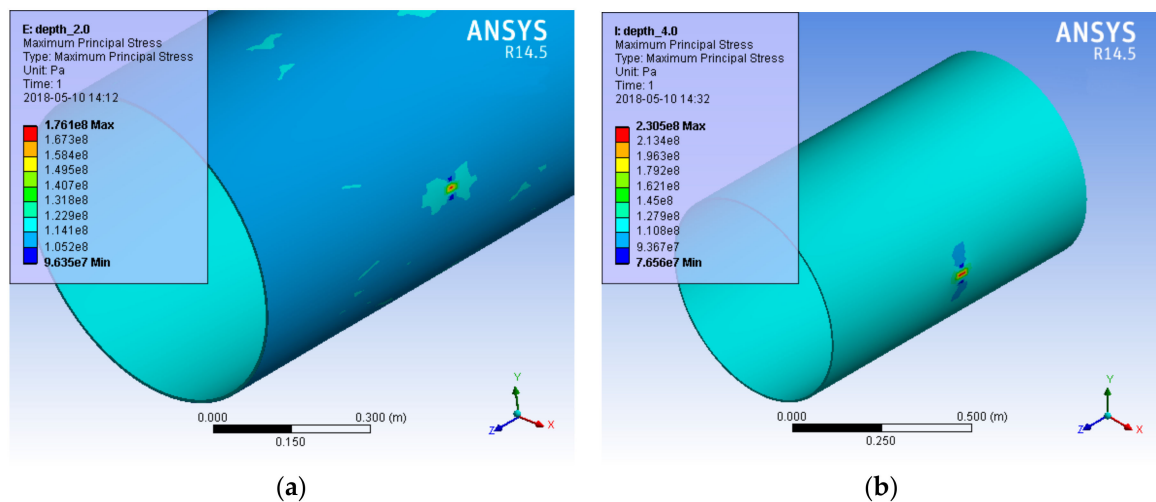 E: depth_2.0
Maximum Principal Stress
Type: Maximum Principal Stress
Unit: Pa
Time: 1
2018-05-10 14:12
1.761e8 Max
1.673e8
1.584e8
1.495e8
1.407e8
1.318e8
1.229e8
1.141e8
1.052e8
9.635e7 Min
ANSYS
R14.5
0.000
0.300 (m)
0.150
Y
Z
X
(a)
I: depth_4.0
Maximum Principal Stress
Type: Maximum Principal Stress
Unit: Pa
Time: 1
2018-05-10 14:32
2.305e8 Max
2.134e8
1.963e8
1.792e8
1.621e8
1.45e8
1.279e8
1.108e8
9.367e7
7.656e7 Min
ANSYS
R14.5
0.000
0.500 (m)
0.250
Y
Z
X
(b)